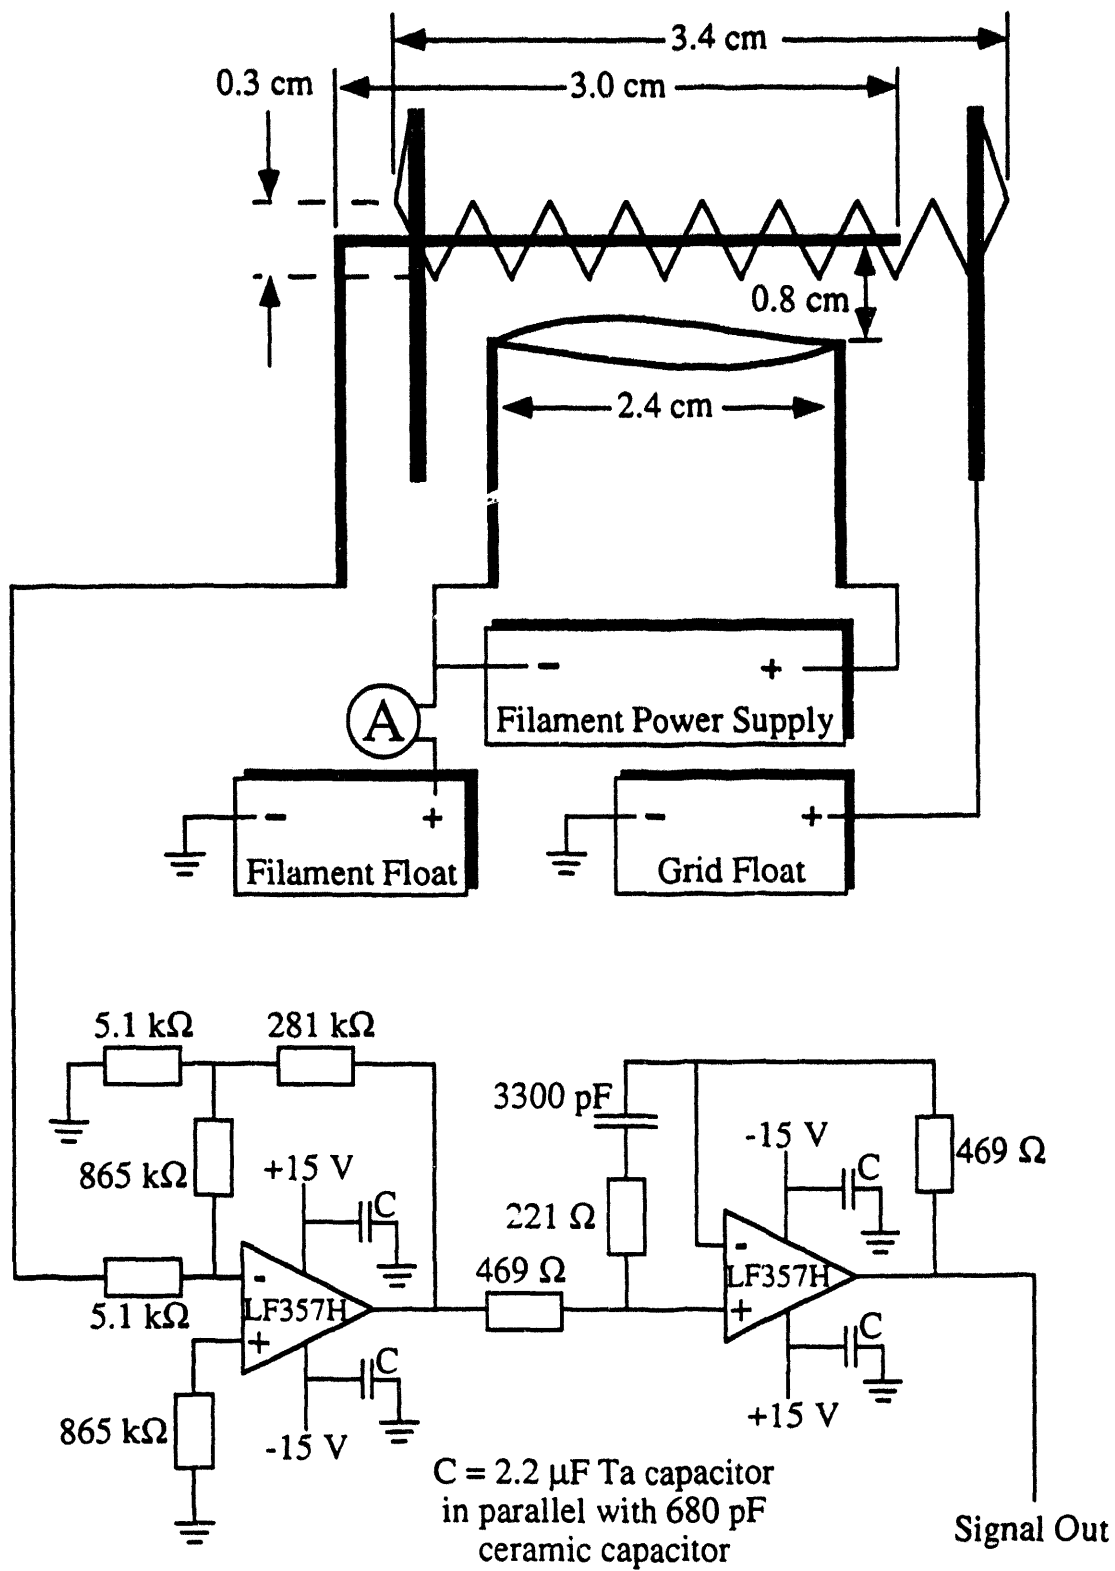 3.4 cm
0.3 cm
3.0 cm
0.8 cm
2.4 cm
- +
Filament Power Supply
A
- +
Filament Float
- +
Grid Float
5.1 kΩ
281 kΩ
865 kΩ
+15 V
C
5.1 kΩ
-
LF357H
+
C
-15 V
865 kΩ
3300 pF
221 Ω
469 Ω
-15 V
C
469 Ω
-
LF357H
+
C
+15 V
C = 2.2 µF Ta capacitor
in parallel with 680 pF
ceramic capacitor
Signal Out